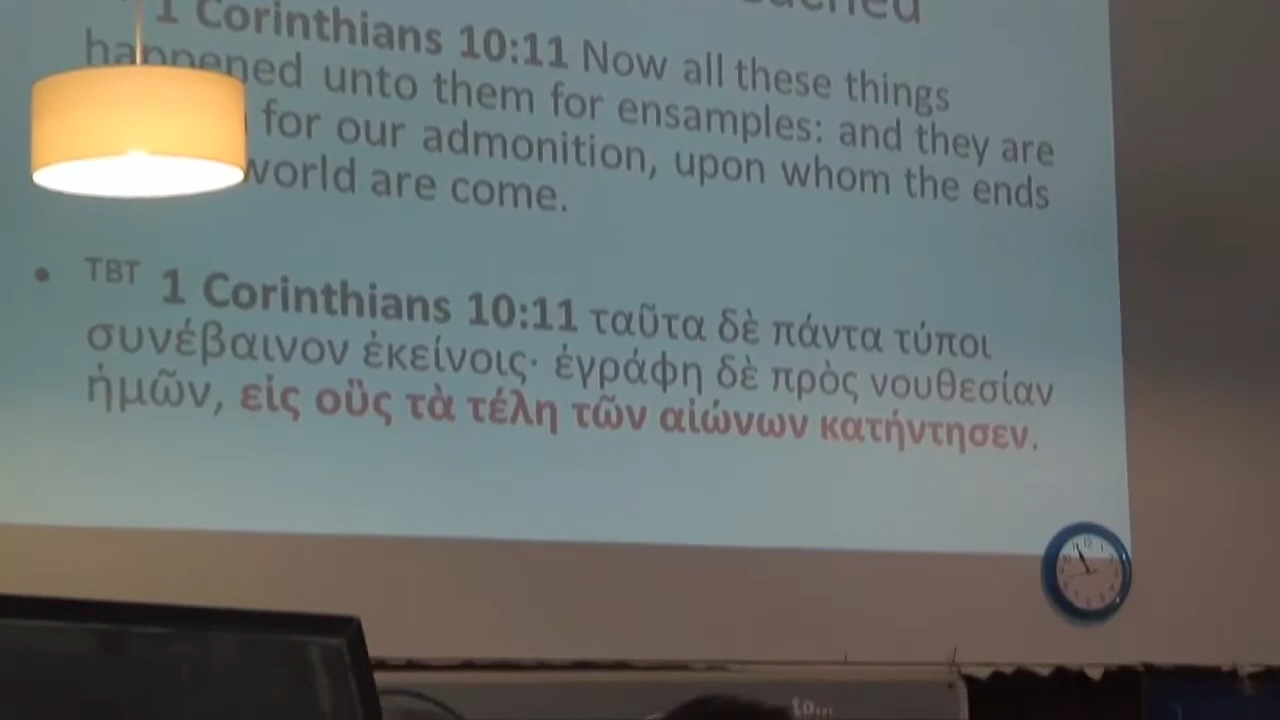 1 Corinthians 10:11 Now all these things
happened unto them for ensamples: and they are
for our admonition, upon whom the ends
world are come.
• TBT 1 Corinthians 10:11 ταῦτα δὲ πάντα τύποι
συνέβαινον ἐκείνοις· ἐγράφη δὲ πρὸς νουθεσίαν
ἡμῶν, εἰς οὓς τὰ τέλη τῶν αἰώνων κατήντησεν.
to...